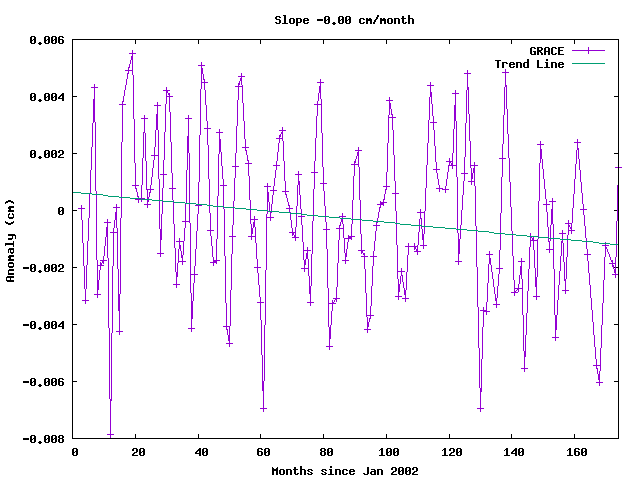 Slope -0.00 cm/month
0.006
0.004
0.002
0
-0.002
-0.004
-0.006
-0.008
Anomaly (cm)
GRACE
Trend Line
0 20 40 60 80 100 120 140 160
Months since Jan 2002